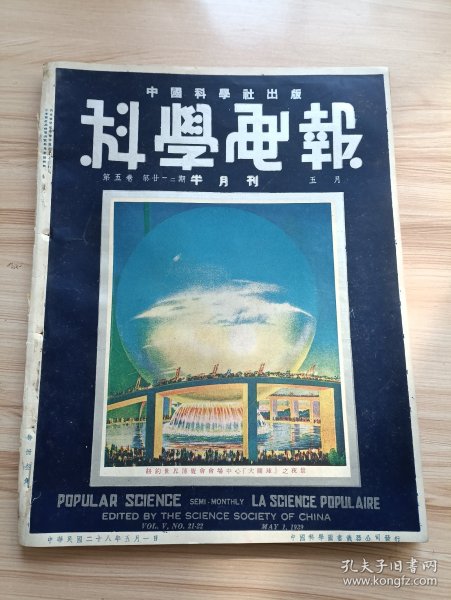 中國科學社出版
科學畫報
第五卷 第廿一二期 半月刊 五月
紐約世界博覽會會場中心「大圓球」之夜景
POPULAR SCIENCE SEMI-MONTHLY LA SCIENCE POPULAIRE
EDITED BY THE SCIENCE SOCIETY OF CHINA
VOL. V, NO. 21-22 MAY 1, 1939
中華民國二十八年五月一日 中國科學圖書儀器公司發行
孔夫子旧书网